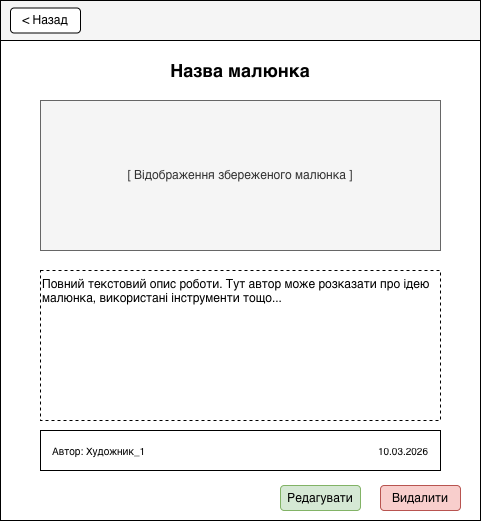 < Назад
Назва малюнка
[ Відображення збереженого малюнка ]
Повний текстовий опис роботи. Тут автор може розказати про ідею
малюнка, використані інструменти тощо...
Автор: Художник_1
10.03.2026
Редагувати
Видалити